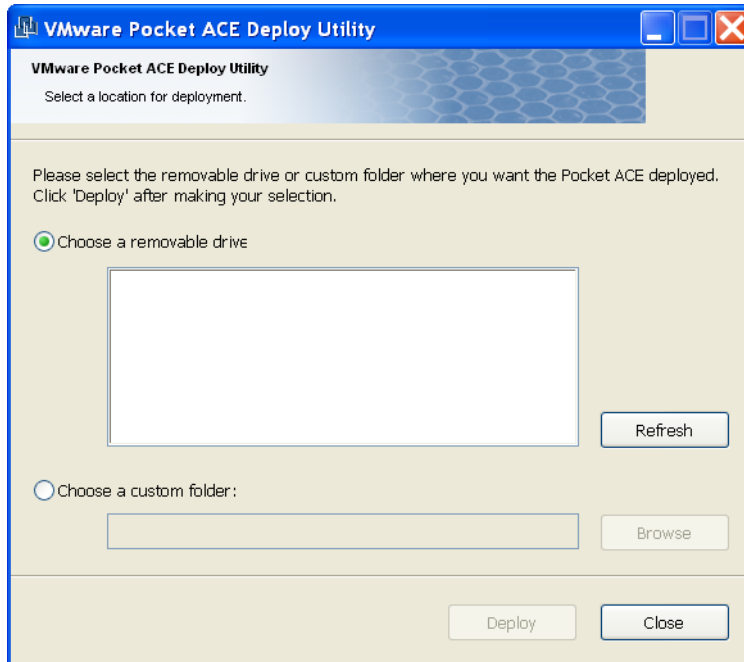 VMware Pocket ACE Deploy Utility
VMware Pocket ACE Deploy Utility
Select a location for deployment.
Please select the removable drive or custom folder where you want the Pocket ACE deployed.
Click 'Deploy' after making your selection.
Choose a removable drive
Refresh
Choose a custom folder:
Browse
Deploy
Close